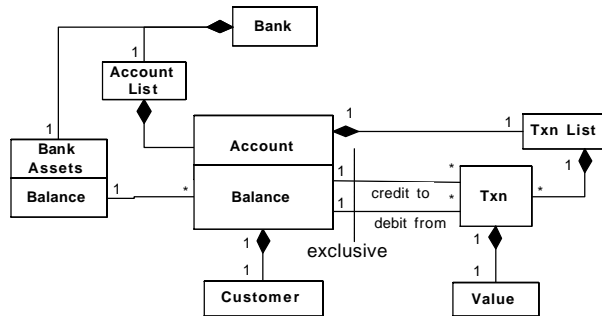 Bank
1
Account
List
1
Bank
Assets
Balance
1
*
Account
Balance
1
1
Txn List
1
1
*
credit to
1
*
debit from
exclusive
Txn
*
1
1
Customer
1
1
Value